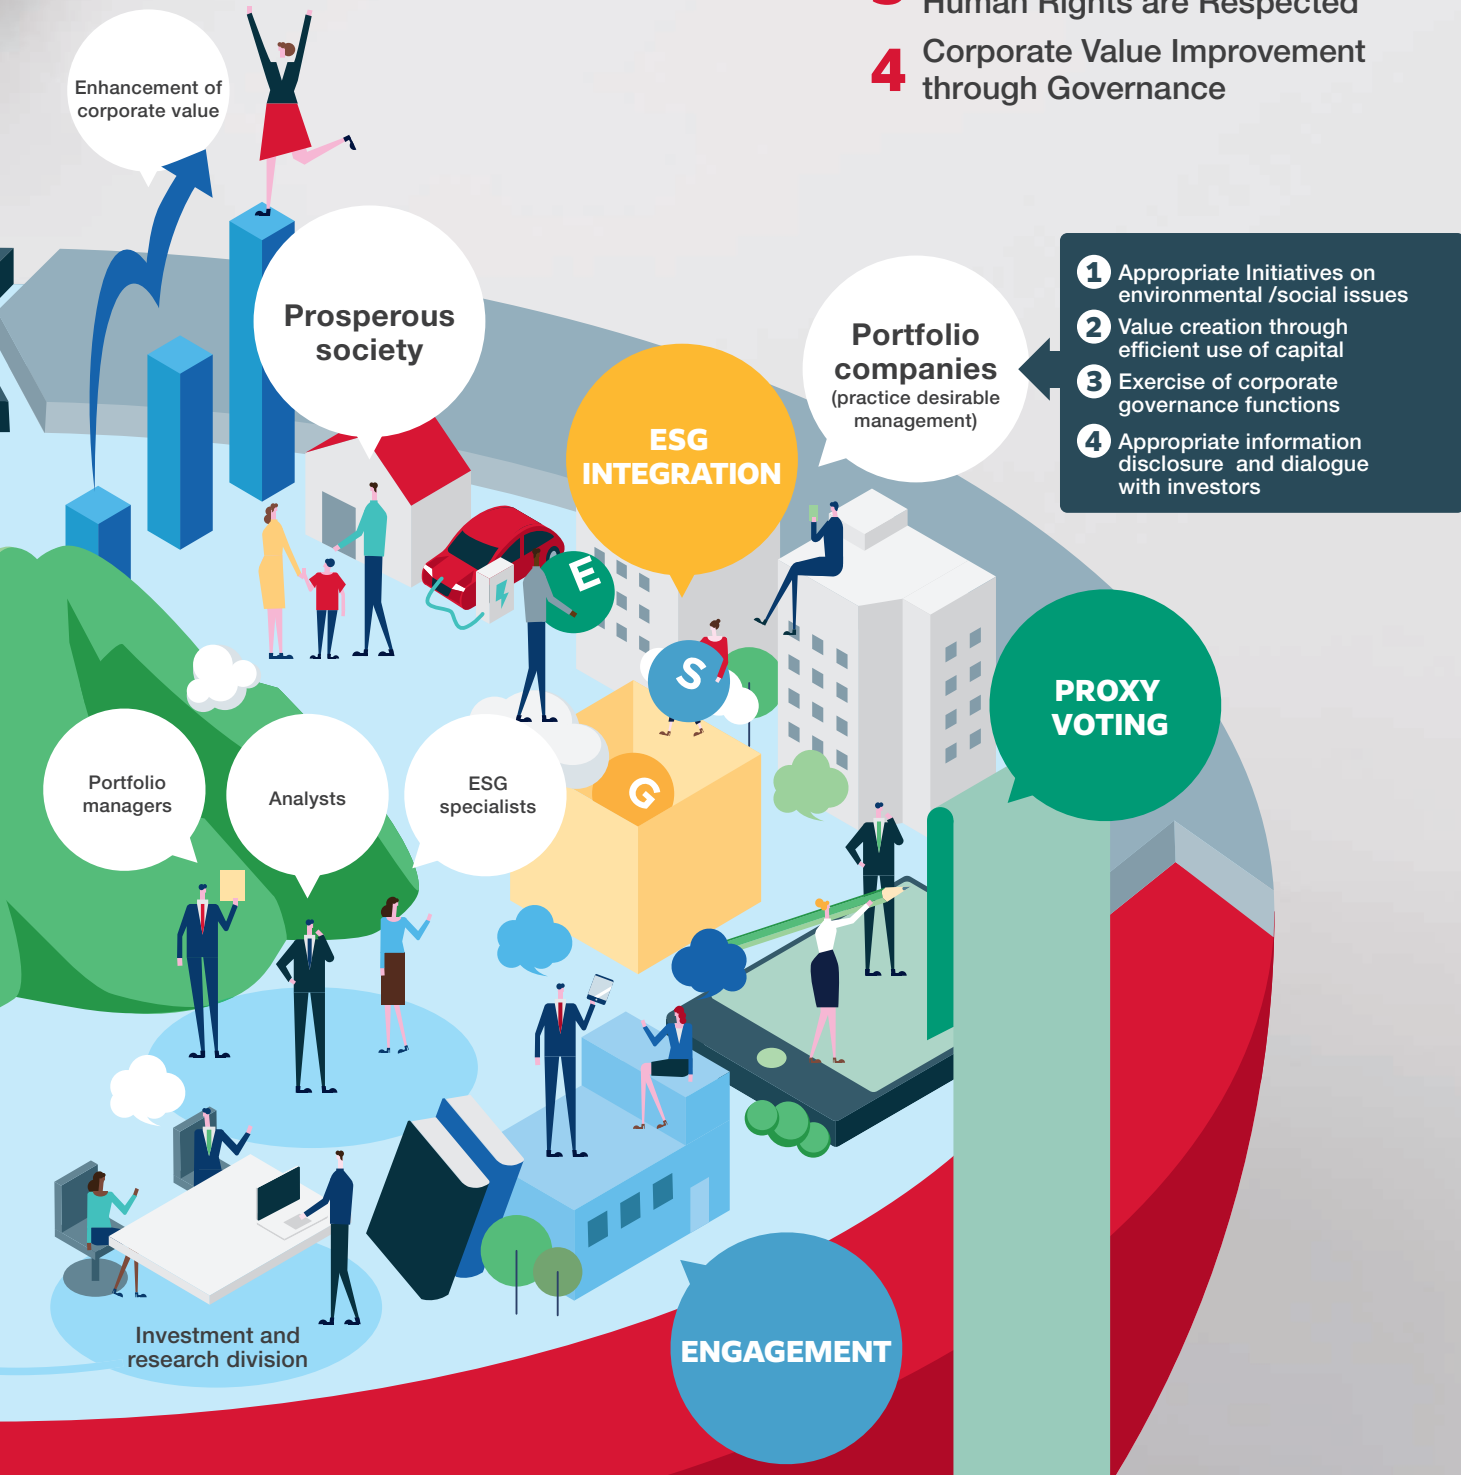 Human Rights are Respected
4 Corporate Value Improvement
through Governance
Enhancement of
corporate value
Prosperous
society
ESG
INTEGRATION
Portfolio
companies
(practice desirable
management)
1 Appropriate Initiatives on
environmental /social issues
2 Value creation through
efficient use of capital
3 Exercise of corporate
governance functions
4 Appropriate information
disclosure and dialogue
with investors
E
S
G
PROXY
VOTING
Portfolio
managers
Analysts
ESG
specialists
Investment and
research division
ENGAGEMENT